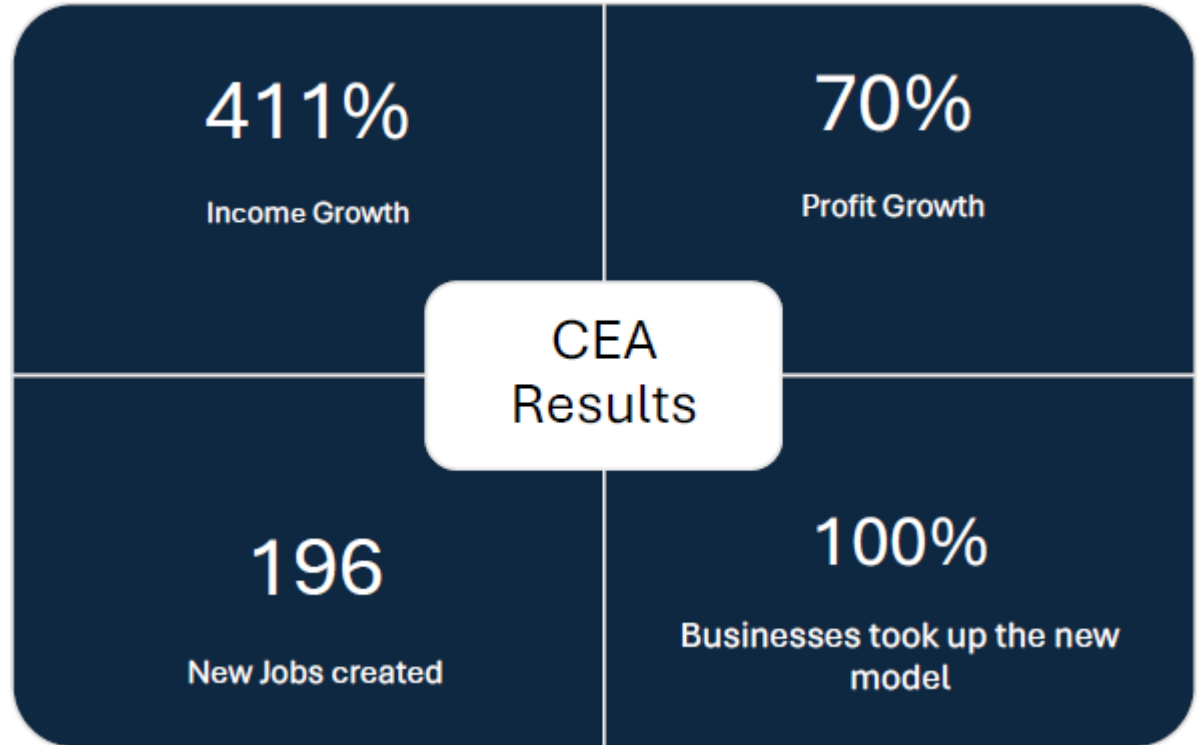 411%
Income Growth
70%
Profit Growth
CEA
Results
196
New Jobs created
100%
Businesses took up the new
model